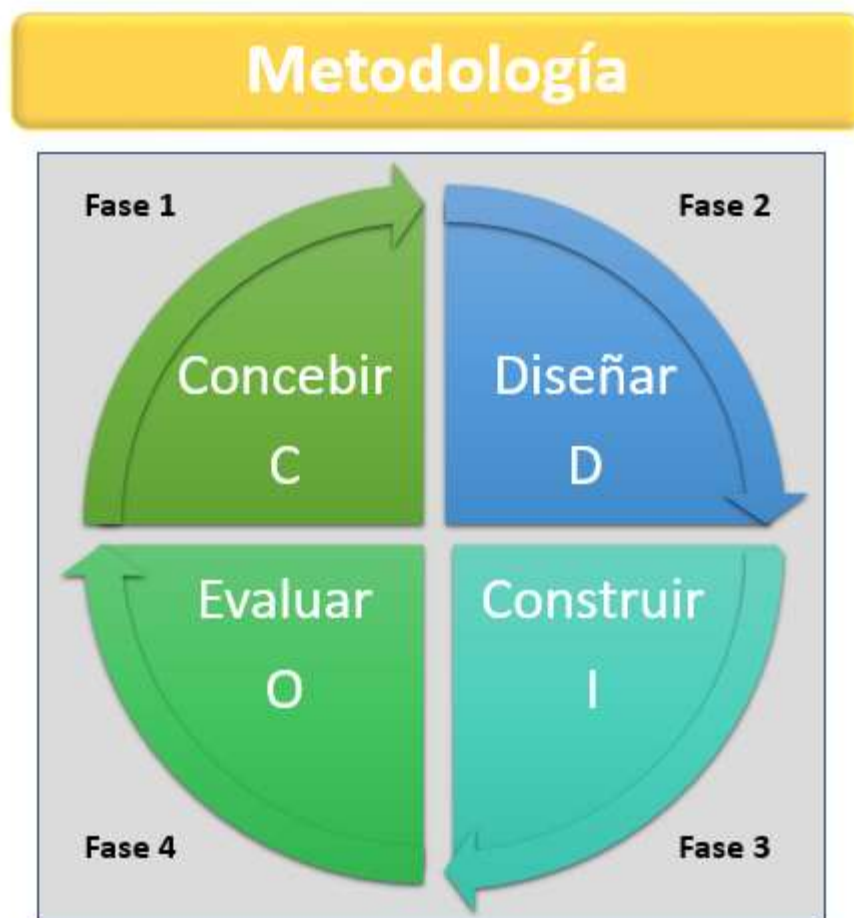 Metodología
Fase 1
Fase 2
Concebir
C
Diseñar
D
Evaluar
O
Construir
I
Fase 4
Fase 3